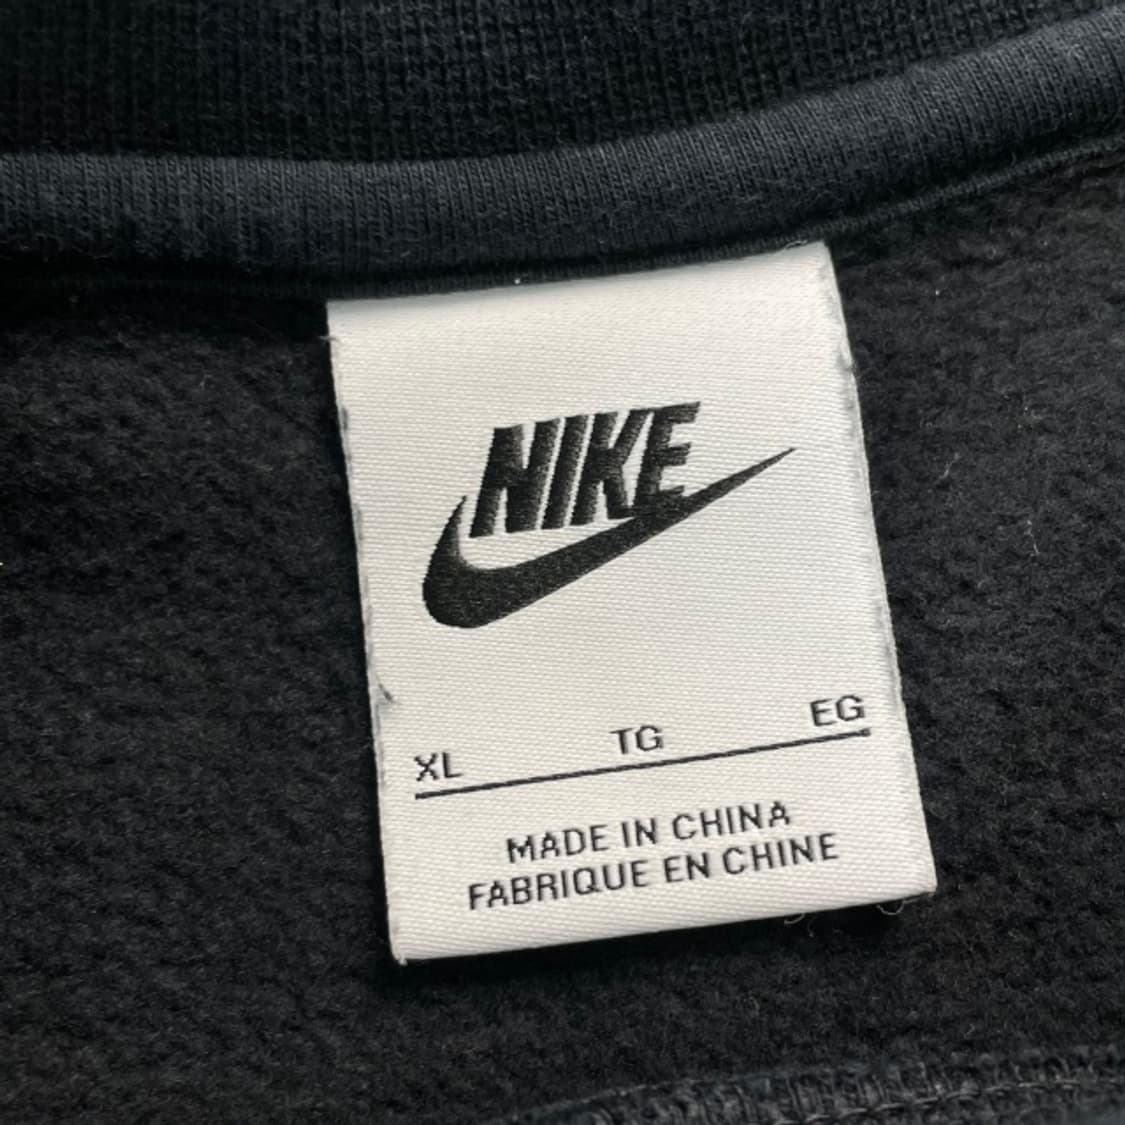 NIKE
XL TG EG
MADE IN CHINA
FABRIQUE EN CHINE